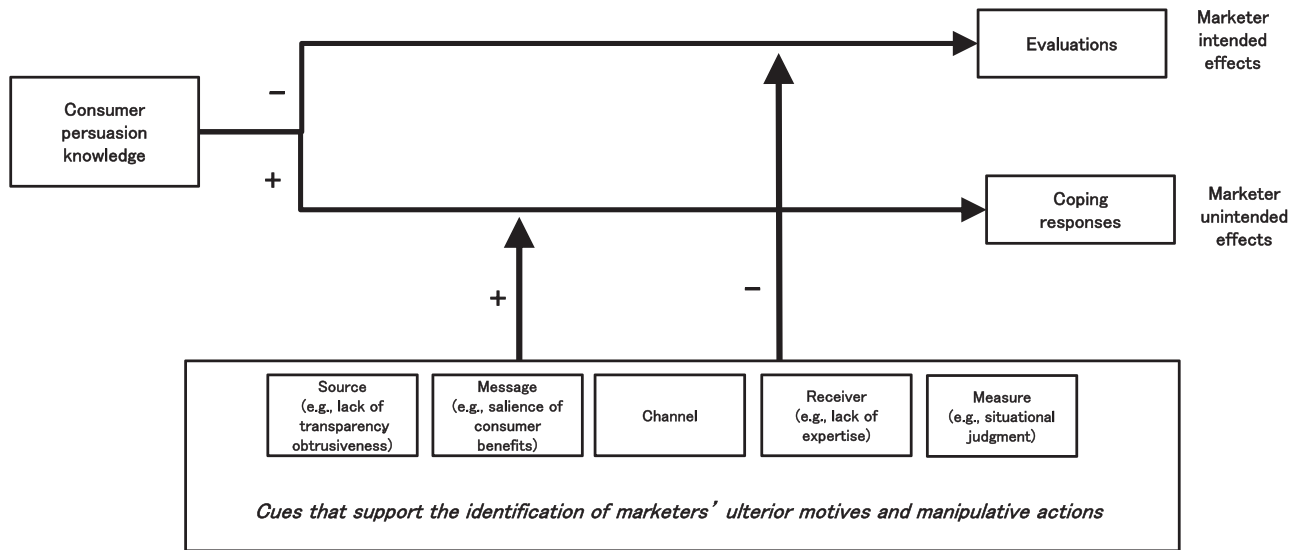 Marketer
intended
effects
Evaluations
Consumer
persuasion
knowledge
−
+
Coping
responses
Marketer
unintended
effects
+
−
Source
(e.g., lack of
transparency
obtrusiveness)
Message
(e.g., salience of
consumer
benefits)
Channel
Receiver
(e.g., lack of
expertise)
Measure
(e.g., situational
judgment)
Cues that support the identification of marketers’ ulterior motives and manipulative actions